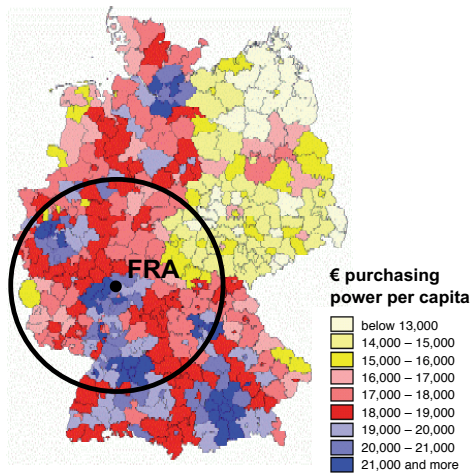 FRA
€ purchasing
power per capita
below 13,000
14,000 – 15,000
15,000 – 16,000
16,000 – 17,000
17,000 – 18,000
18,000 – 19,000
19,000 – 20,000
20,000 – 21,000
21,000 and more